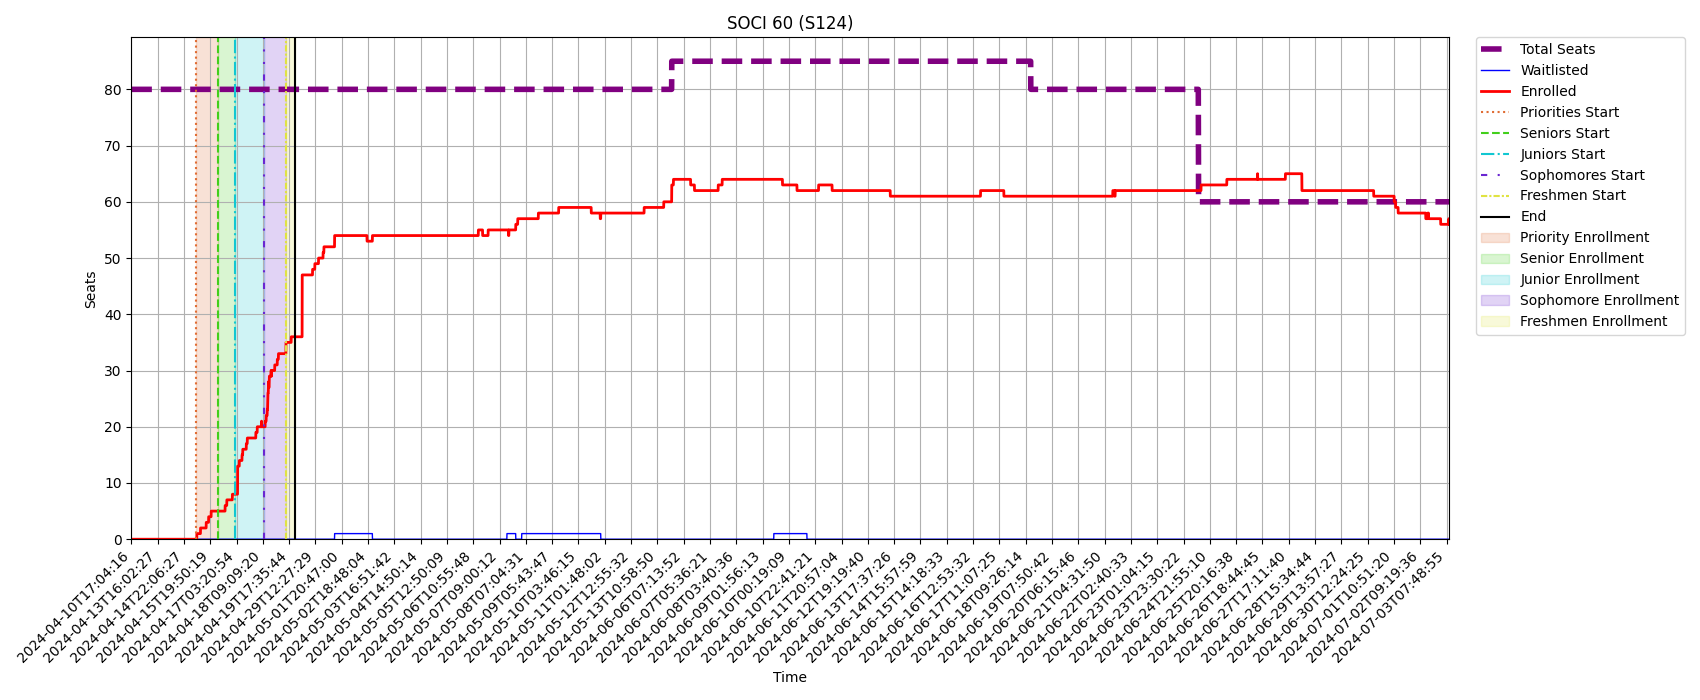 SOCI 60 (S124)
Seats
80
70
60
50
40
30
20
10
0
2024-04-10T17:04:16
2024-04-13T16:02:27
2024-04-14T22:06:27
2024-04-15T19:50:19
2024-04-17T03:20:54
2024-04-18T09:09:20
2024-04-19T17:35:44
2024-04-29T12:27:29
2024-05-01T20:47:00
2024-05-02T18:48:04
2024-05-03T16:51:42
2024-05-04T14:50:14
2024-05-05T12:50:09
2024-05-06T10:55:48
2024-05-07T09:00:12
2024-05-08T07:04:31
2024-05-09T05:43:47
2024-05-10T03:46:15
2024-05-11T01:48:02
2024-05-12T12:55:32
2024-05-13T10:58:50
2024-06-06T07:13:52
2024-06-07T05:36:21
2024-06-08T03:40:36
2024-06-09T01:56:13
2024-06-10T00:19:09
2024-06-10T22:41:21
2024-06-11T20:57:04
2024-06-12T19:19:40
2024-06-13T17:37:26
2024-06-14T15:57:59
2024-06-15T14:18:33
2024-06-16T12:53:32
2024-06-17T11:07:25
2024-06-18T09:26:14
2024-06-19T07:50:42
2024-06-20T06:15:46
2024-06-21T04:31:50
2024-06-22T02:40:33
2024-06-23T01:04:15
2024-06-23T23:30:22
2024-06-24T21:55:10
2024-06-25T20:16:38
2024-06-26T18:44:45
2024-06-27T17:11:40
2024-06-28T15:34:44
2024-06-29T13:57:27
2024-06-30T12:24:25
2024-07-01T10:51:20
2024-07-02T09:19:36
2024-07-03T07:48:55
Time
Total Seats
Waitlisted
Enrolled
Priorities Start
Seniors Start
Juniors Start
Sophomores Start
Freshmen Start
End
Priority Enrollment
Senior Enrollment
Junior Enrollment
Sophomore Enrollment
Freshmen Enrollment